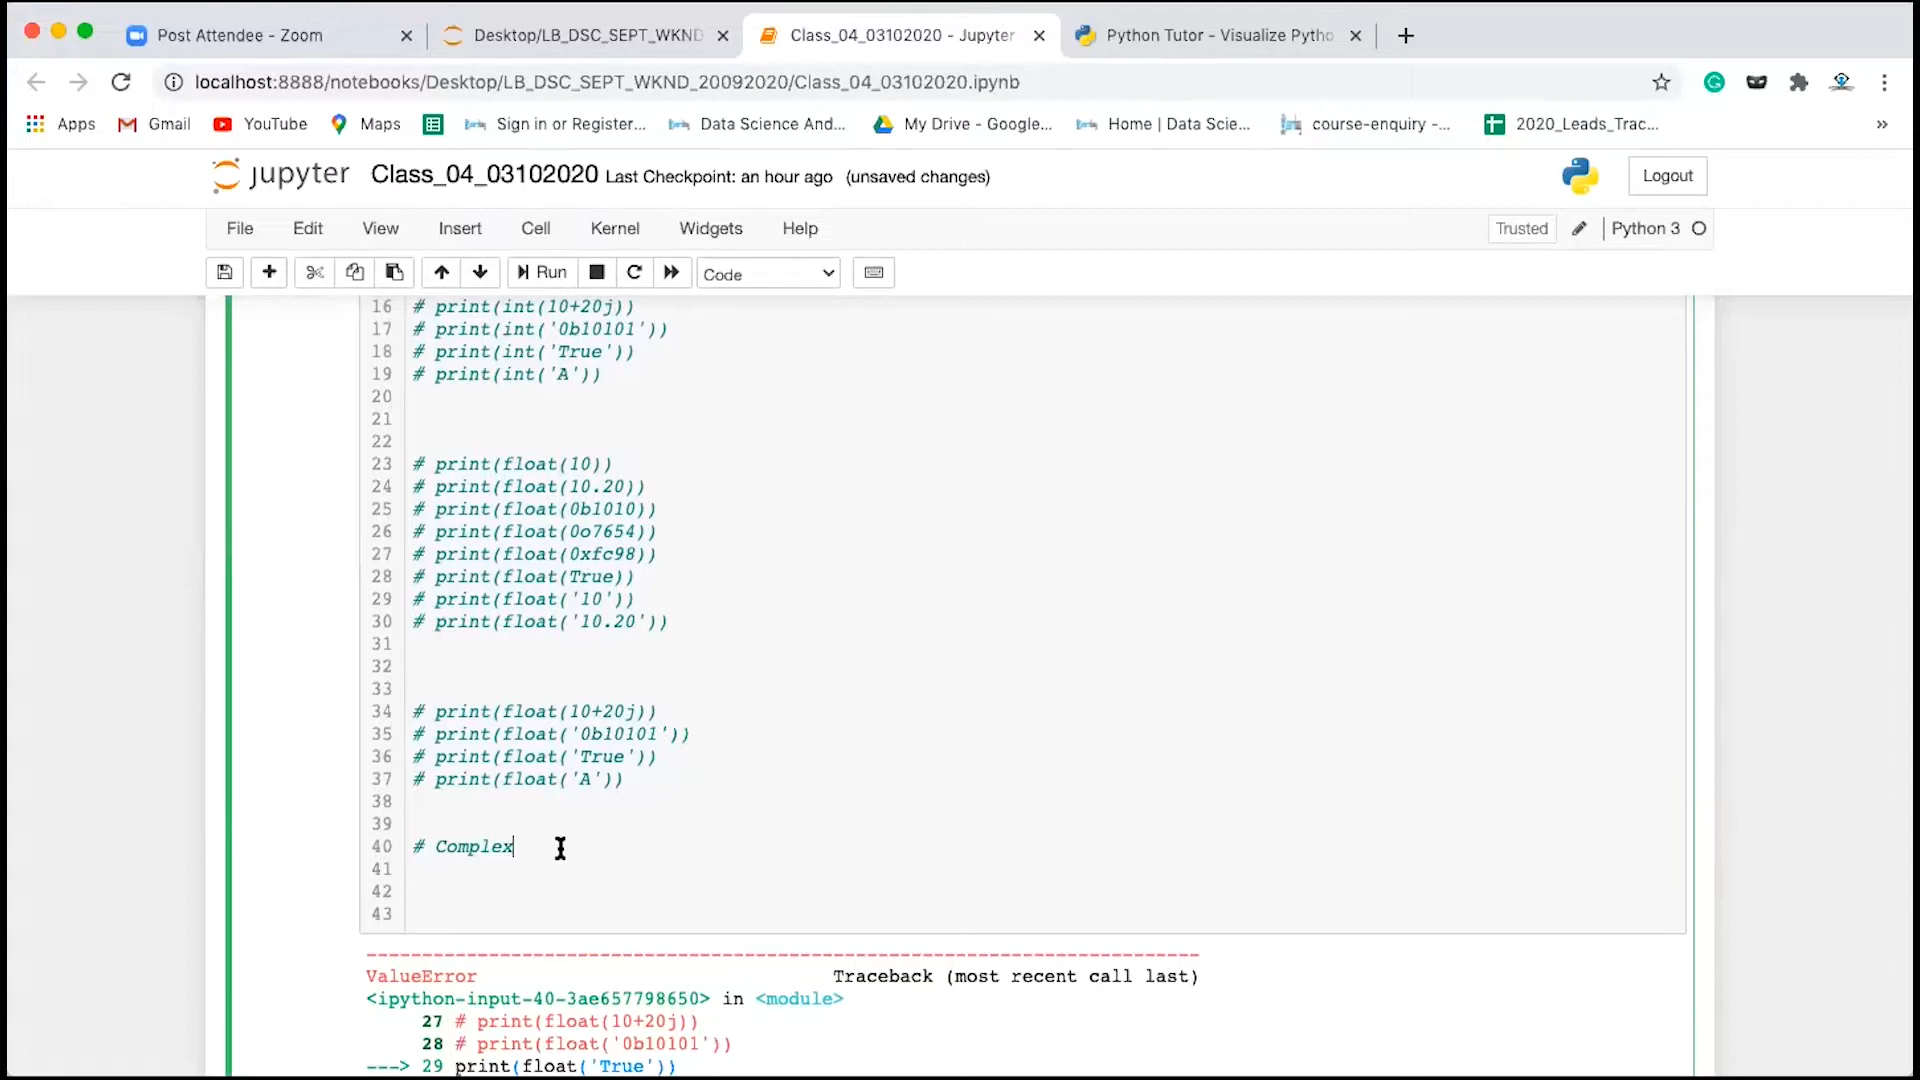 Post Attendee - Zoom
Desktop/LB_DSC_SEPT_WKND
Class_04_03102020 - Jupyter
Python Tutor - Visualize Pytho
localhost:8888/notebooks/Desktop/LB_DSC_SEPT_WKND_20092020/Class_04_03102020.ipynb
Apps Gmail YouTube Maps Sign in or Register... Data Science And... My Drive - Google... Home | Data Scie... course-enquiry -... 2020_Leads_Trac... »
jupyter Class_04_03102020 Last Checkpoint: an hour ago (unsaved changes) Logout
File Edit View Insert Cell Kernel Widgets Help Trusted Python 3
Run Code
16 # print(int(10+20j))
17 # print(int('0b10101'))
18 # print(int('True'))
19 # print(int('A'))
20
21
22
23 # print(float(10))
24 # print(float(10.20))
25 # print(float(0b1010))
26 # print(float(0o7654))
27 # print(float(0xfc98))
28 # print(float(True))
29 # print(float('10'))
30 # print(float('10.20'))
31
32
33
34 # print(float(10+20j))
35 # print(float('0b10101'))
36 # print(float('True'))
37 # print(float('A'))
38
39
40 # Complex
41
42
43
---------------------------------------------------------------------------
ValueError Traceback (most recent call last)
<ipython-input-40-3ae657798650> in <module>
27 # print(float(10+20j))
28 # print(float('0b10101'))
---> 29 print(float('True'))